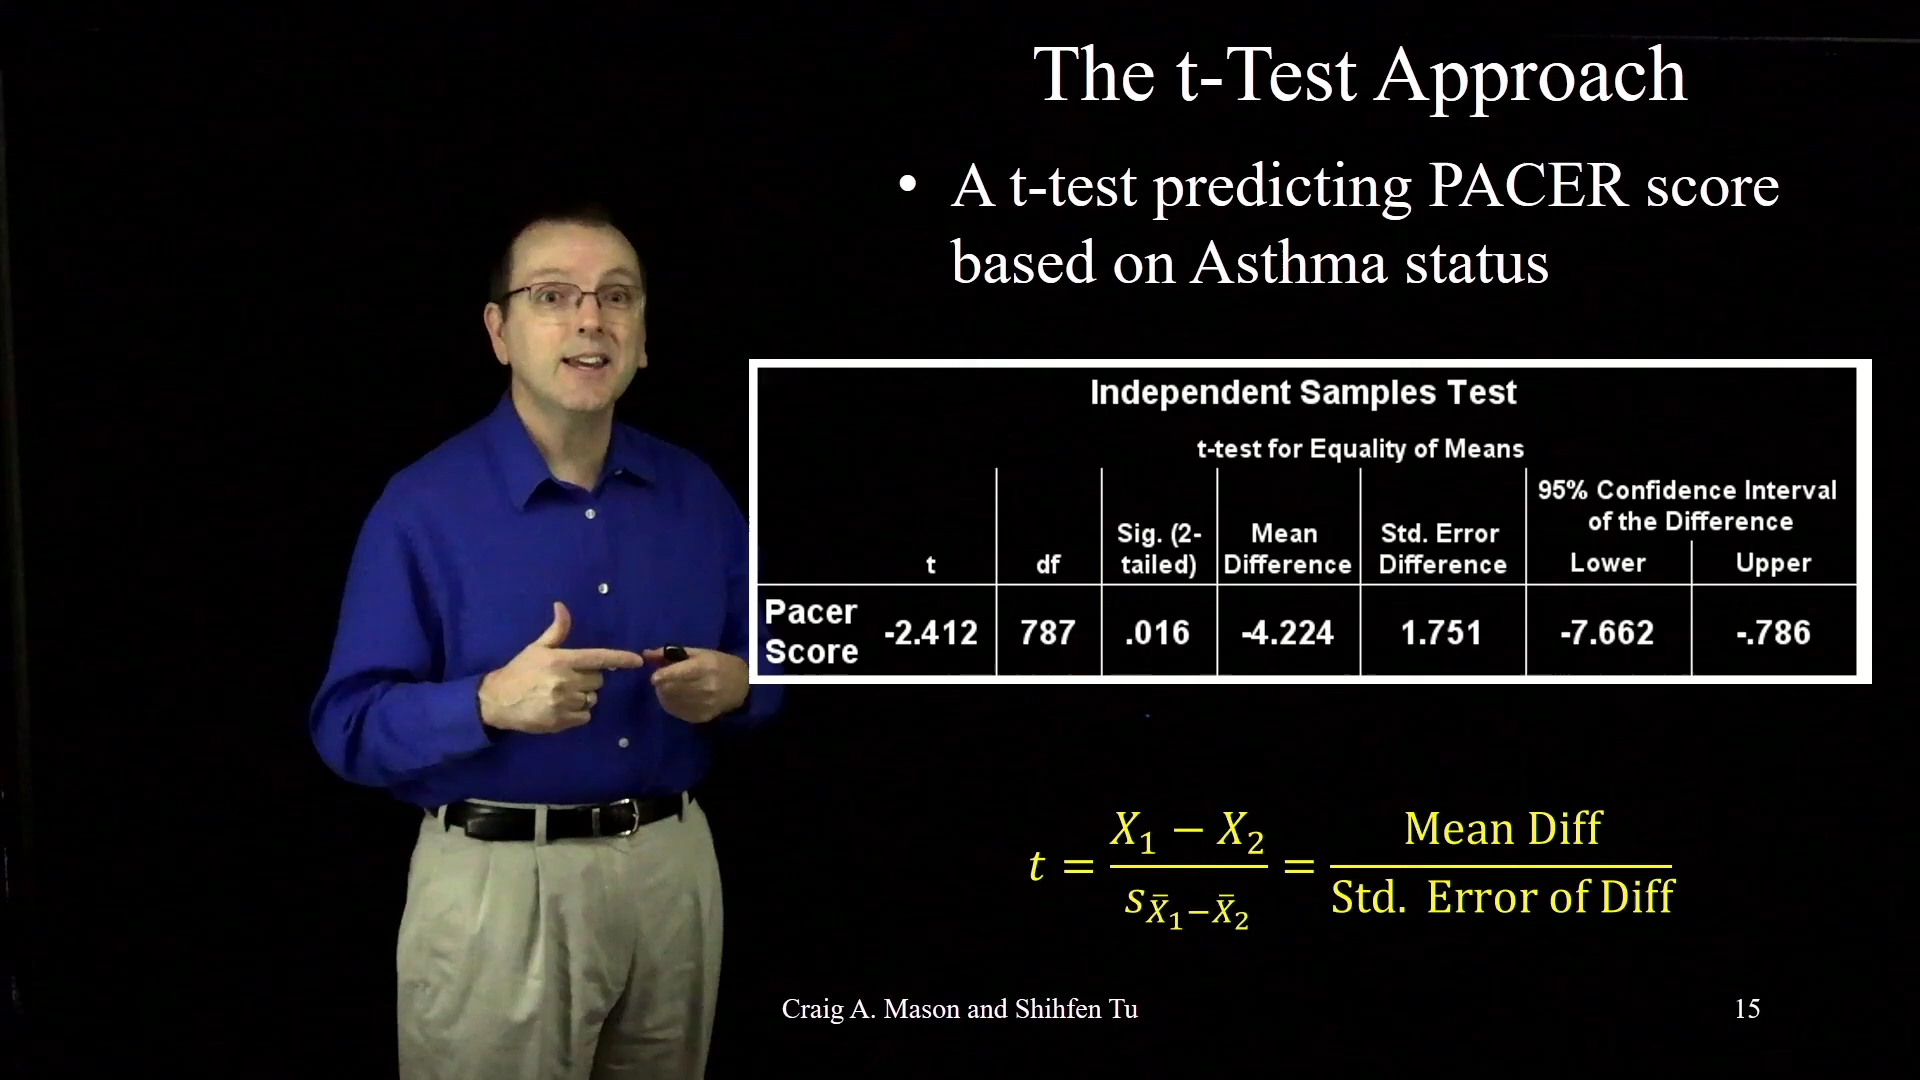 The t-Test Approach
• A t-test predicting PACER score
based on Asthma status
Independent Samples Test
t-test for Equality of Means
95% Confidence Interval
of the Difference
t df Sig. (2-
tailed) Mean
Difference Std. Error
Difference Lower Upper
Pacer
Score -2.412 787 .016 -4.224 1.751 -7.662 -.786
t = X₁ − X₂ / s_X̄₁−X̄₂ = Mean Diff / Std. Error of Diff
Craig A. Mason and Shihfen Tu
15